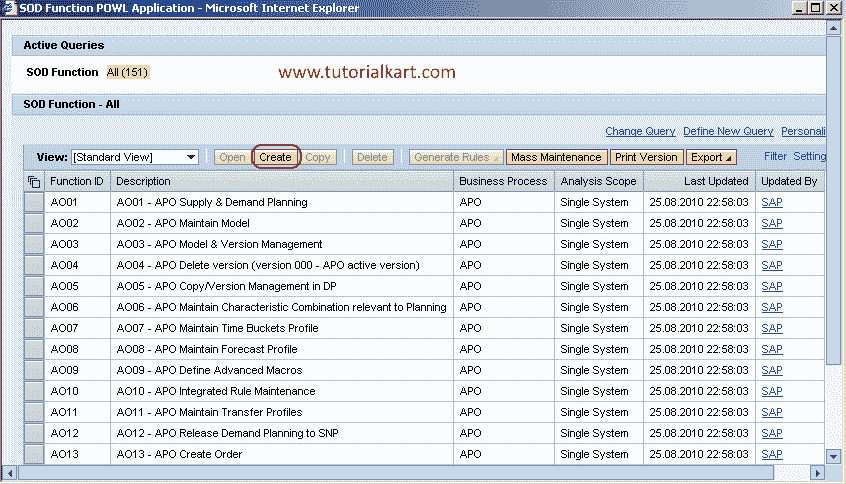 SOD Function POWL Application - Microsoft Internet Explorer
Active Queries
SOD Function All (151) www.tutorialkart.com
SOD Function - All
Change Query Define New Query Personali
View: [Standard View] Open Create Copy Delete Generate Rules Mass Maintenance Print Version Export Filter Setting
Function ID Description Business Process Analysis Scope Last Updated Updated By
AO01 AO01 - APO Supply & Demand Planning APO Single System 25.08.2010 22:58:03 SAP
AO02 AO02 - APO Maintain Model APO Single System 25.08.2010 22:58:03 SAP
AO03 AO03 - APO Model & Version Management APO Single System 25.08.2010 22:58:03 SAP
AO04 AO04 - APO Delete version (version 000 - APO active version) APO Single System 25.08.2010 22:58:03 SAP
AO05 AO05 - APO Copy/Version Management in DP APO Single System 25.08.2010 22:58:03 SAP
AO06 AO06 - APO Maintain Characteristic Combination relevant to Planning APO Single System 25.08.2010 22:58:03 SAP
AO07 AO07 - APO Maintain Time Buckets Profile APO Single System 25.08.2010 22:58:03 SAP
AO08 AO08 - APO Maintain Forecast Profile APO Single System 25.08.2010 22:58:03 SAP
AO09 AO09 - APO Define Advanced Macros APO Single System 25.08.2010 22:58:03 SAP
AO10 AO10 - APO Integrated Rule Maintenance APO Single System 25.08.2010 22:58:03 SAP
AO11 AO11 - APO Maintain Transfer Profiles APO Single System 25.08.2010 22:58:03 SAP
AO12 AO12 - APO Release Demand Planning to SNP APO Single System 25.08.2010 22:58:03 SAP
AO13 AO13 - APO Create Order APO Single System 25.08.2010 22:58:03 SAP